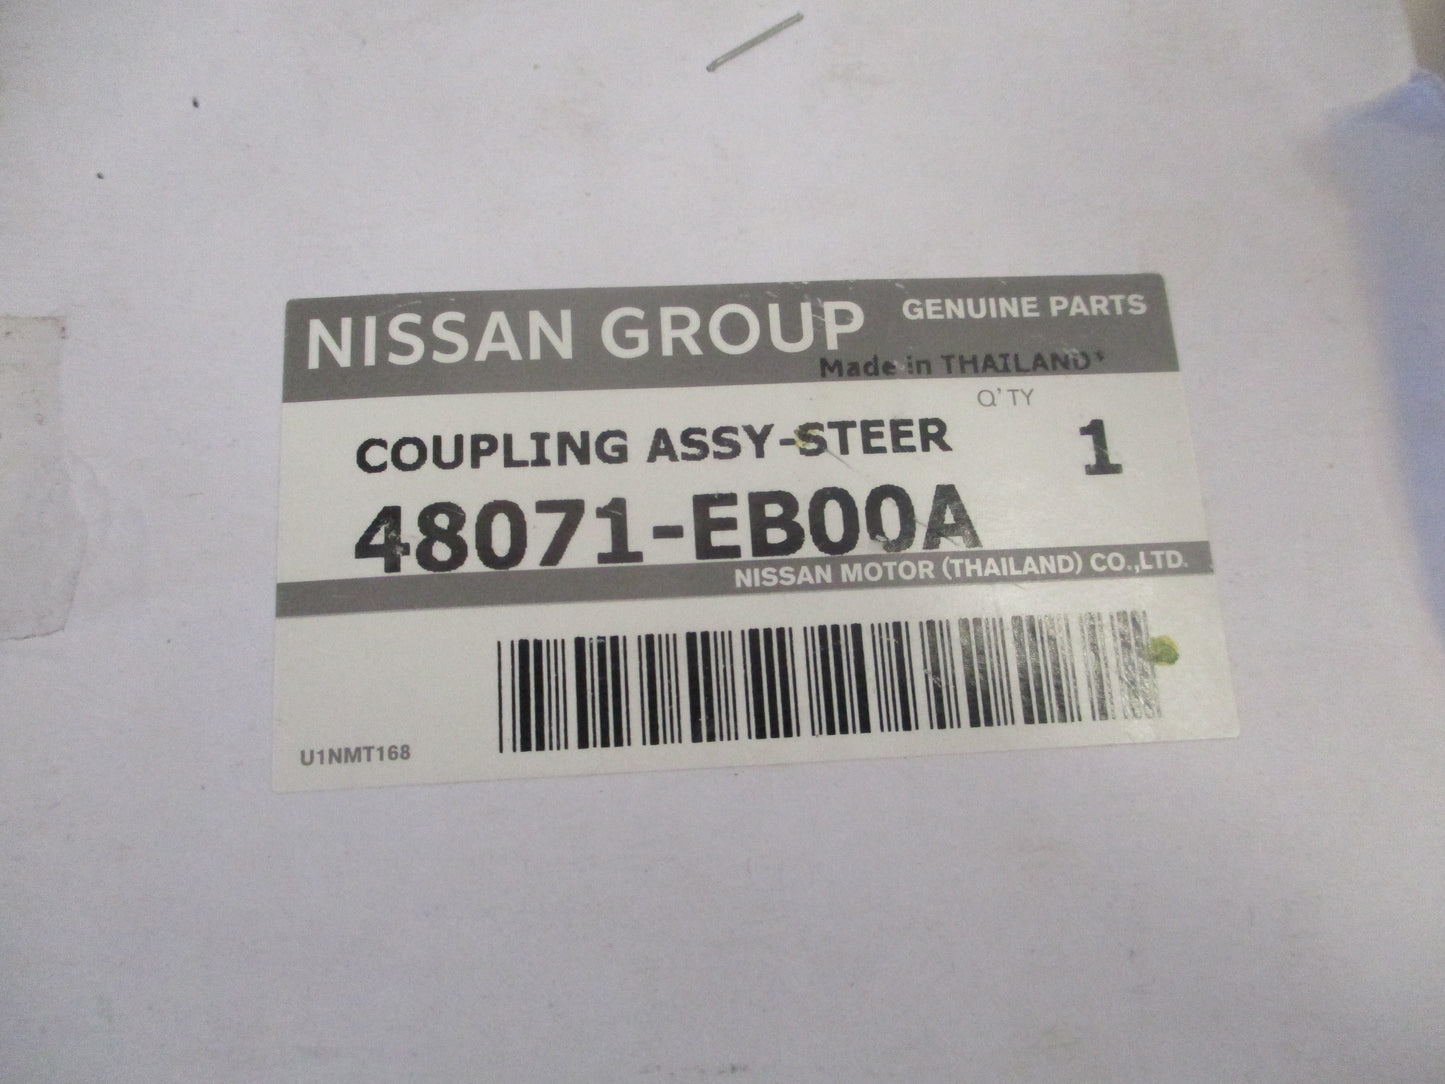 NISSAN GROUP GENUINE PARTS
Made in THAILAND*
Q'TY
COUPLING ASSY-STEER 1
48071-EB00A
NISSAN MOTOR (THAILAND) CO.,LTD.
U1NMT168